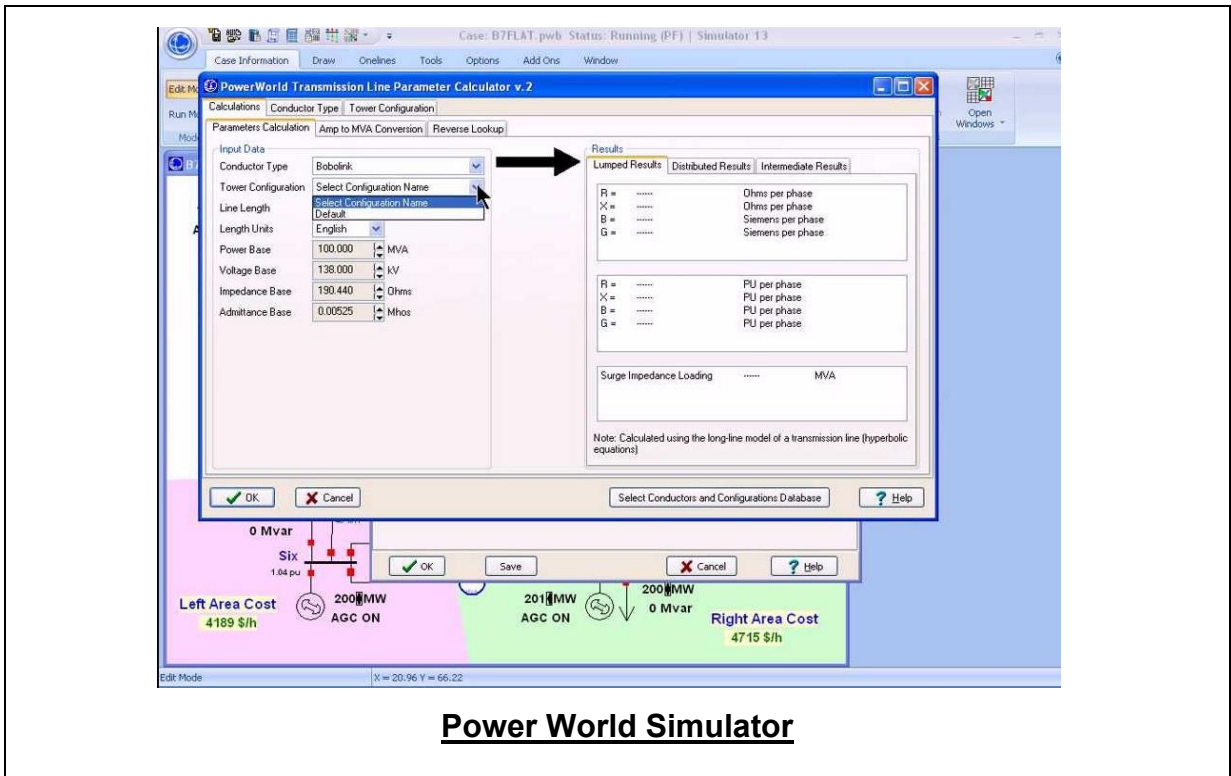 Case: B7FLAT.pwb Status: Running (PF) | Simulator 13
Case Information Draw Onelines Tools Options Add Ons Window
Edit Mo
Run M
Mod
Open
Windows
PowerWorld Transmission Line Parameter Calculator v.2
Calculations Conductor Type Tower Configuration
Parameters Calculation Amp to MVA Conversion Reverse Lookup
Input Data
Conductor Type Bobolink
Tower Configuration Select Configuration Name
Select Configuration Name
Default
Line Length
Length Units English
Power Base 100.000 MVA
Voltage Base 138.000 kV
Impedance Base 190.440 Ohms
Admittance Base 0.00525 Mhos
Results
Lumped Results Distributed Results Intermediate Results
R = ...... Ohms per phase
X = ...... Ohms per phase
B = ...... Siemens per phase
G = ...... Siemens per phase
R = ...... PU per phase
X = ...... PU per phase
B = ...... PU per phase
G = ...... PU per phase
Surge Impedance Loading ...... MVA
Note: Calculated using the long-line model of a transmission line (hyperbolic
equations)
OK Cancel Select Conductors and Configurations Database ? Help
0 Mvar
Six
1.04 pu
OK Save Cancel ? Help
200 MW
AGC ON
201 MW
AGC ON
200 MW
0 Mvar
Left Area Cost
4189 $/h
Right Area Cost
4715 $/h
Edit Mode X = 20.96 Y = 66.22
Power World Simulator